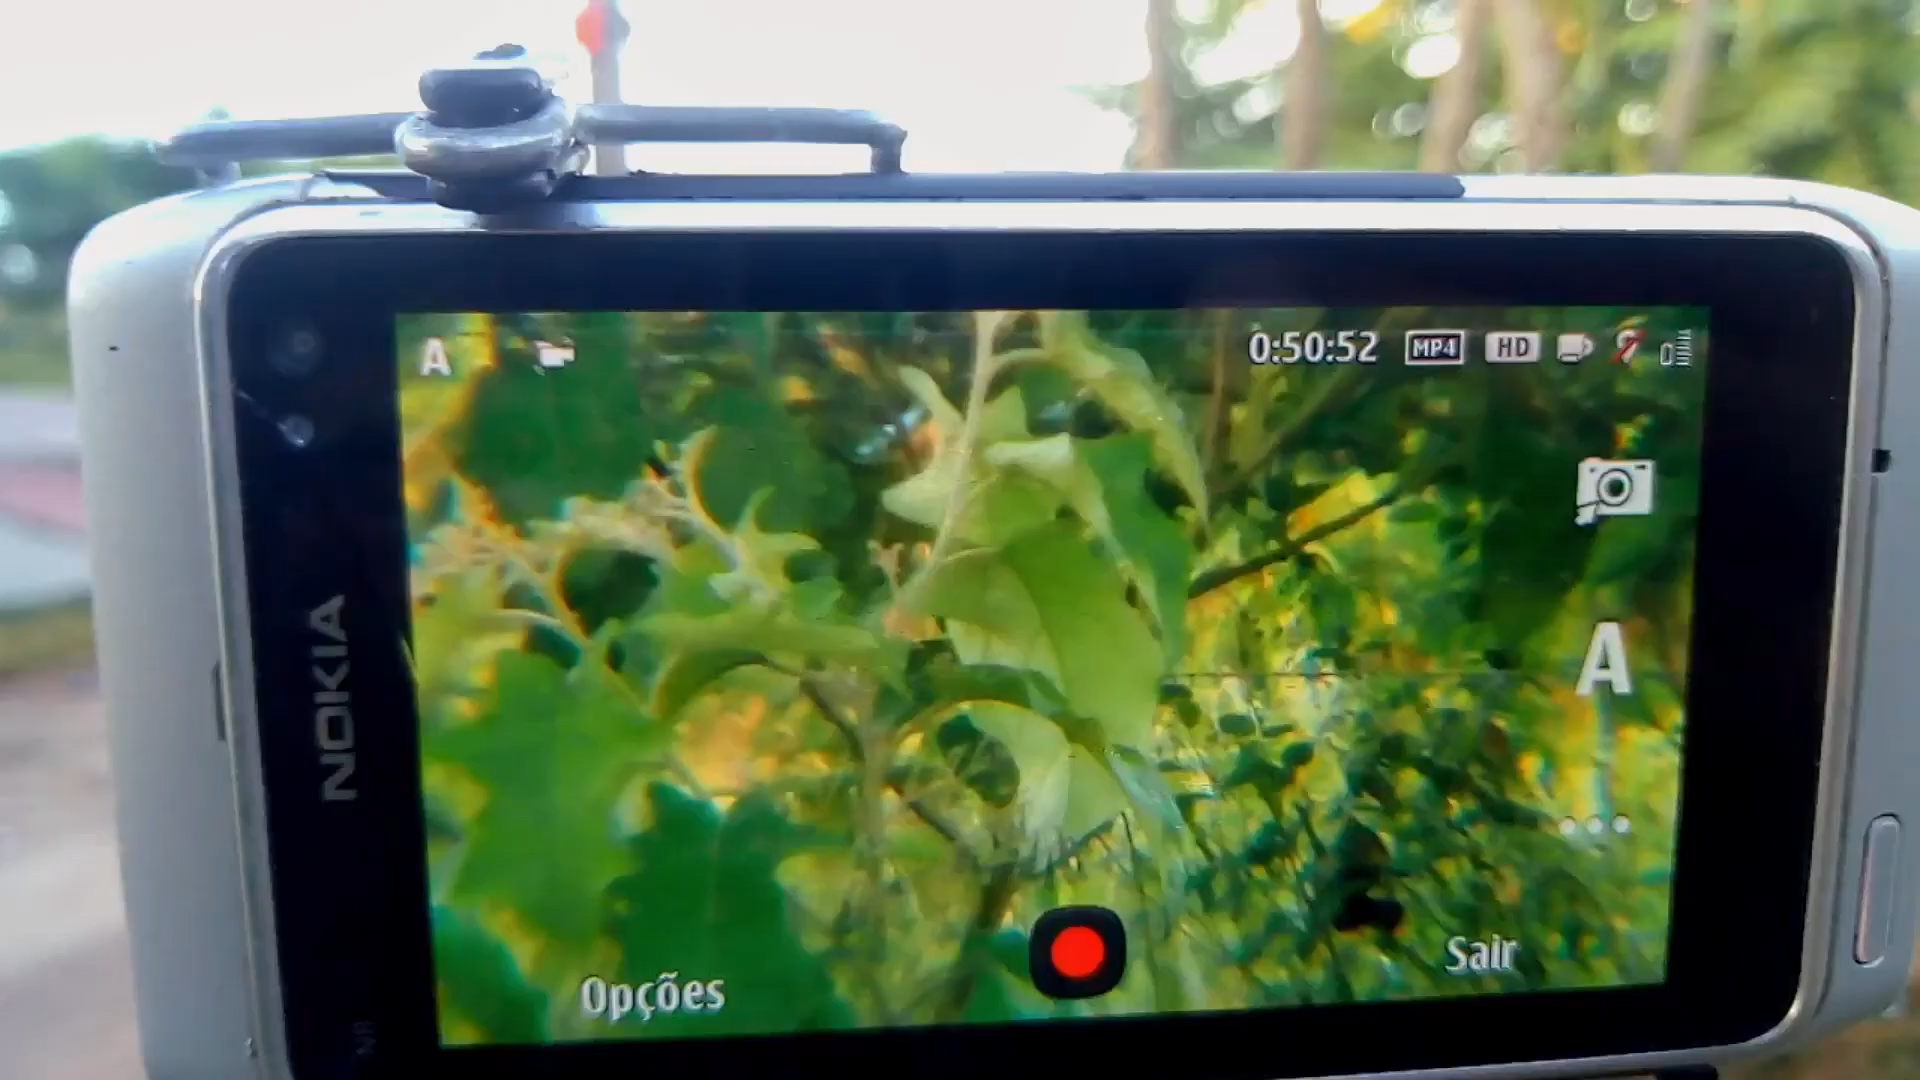 A
0:50:52 MP4 HD
NOKIA
A
Opções
Sair